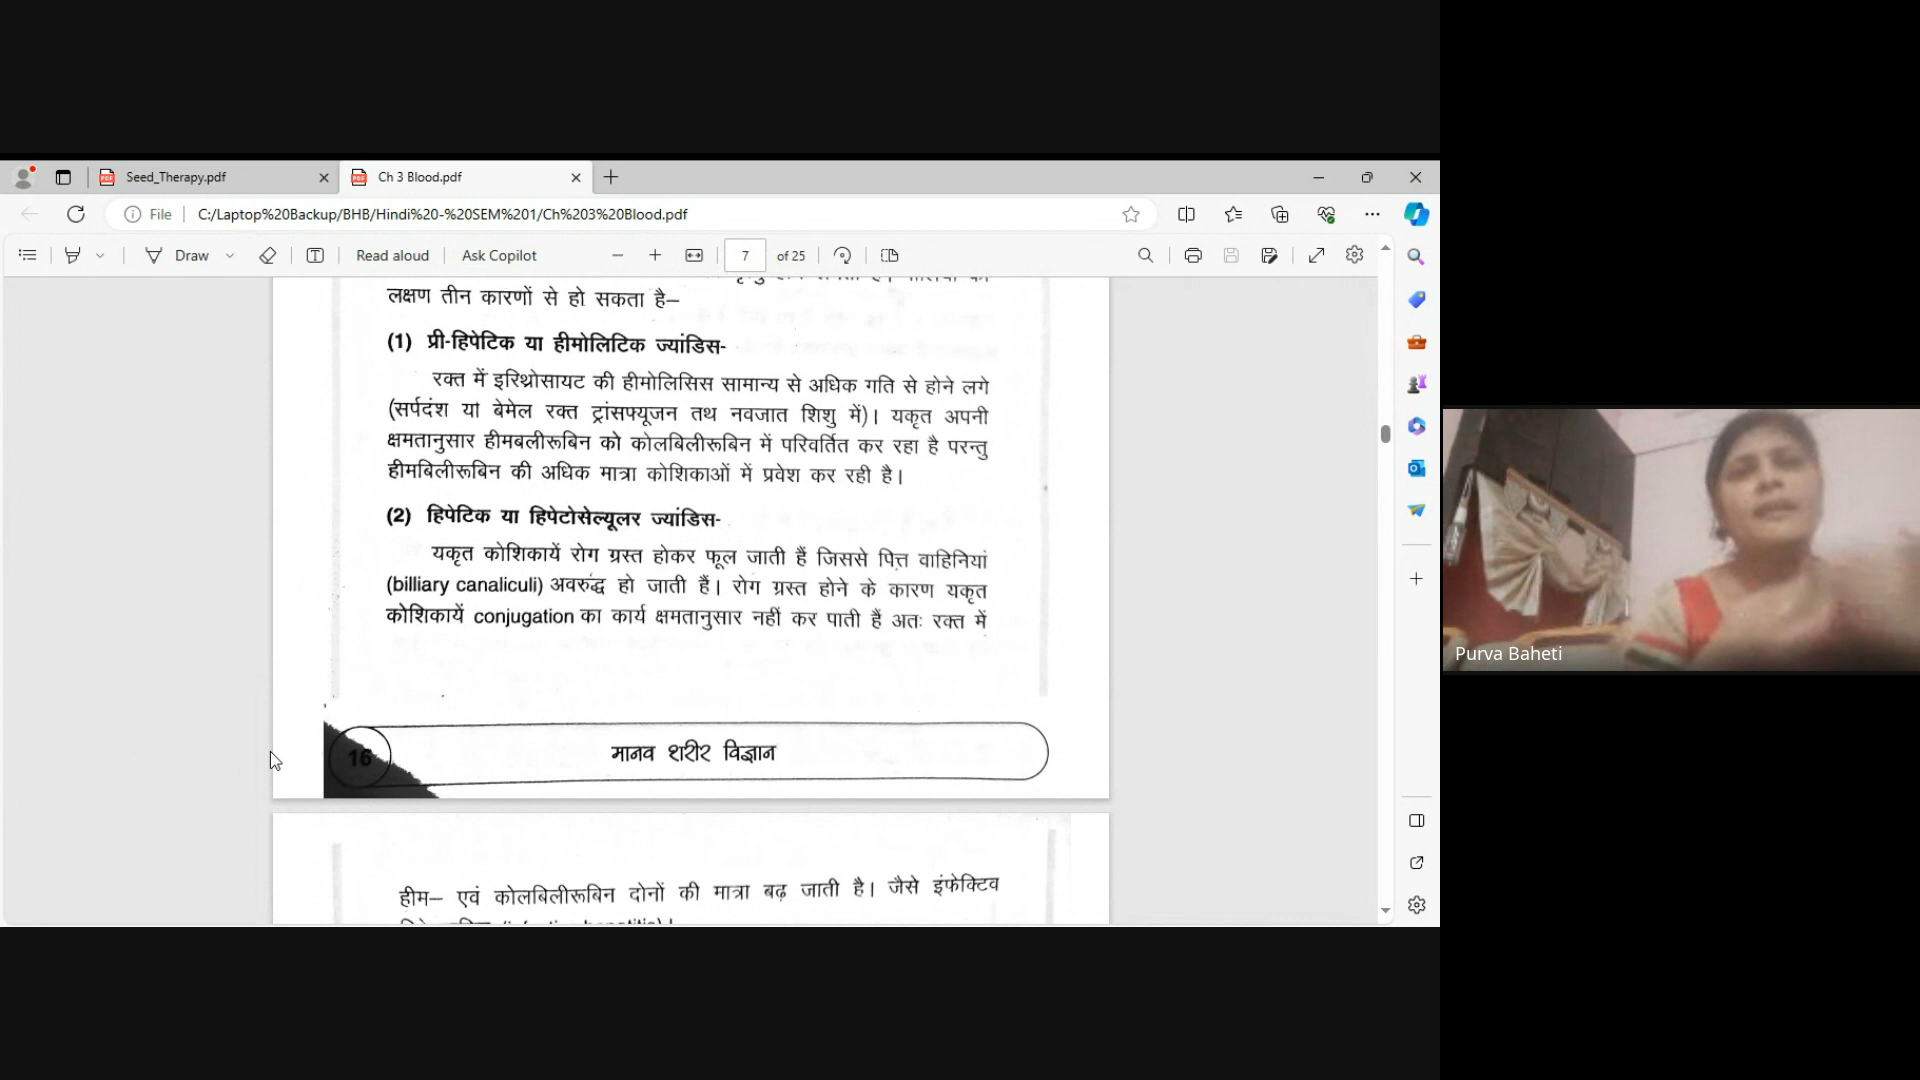 Seed_Therapy.pdf
Ch 3 Blood.pdf
File
C:/Laptop%20Backup/BHB/Hindi%20-%20SEM%201/Ch%203%20Blood.pdf
Draw
Read aloud
Ask Copilot
7
of 25
लक्षण तीन कारणों से हो सकता है–
(1) प्री-हिपेटिक या हीमोलिटिक ज्यांडिस-
रक्त में इरिथ्रोसायट की हीमोलिसिस सामान्य से अधिक गति से होने लगे
(सर्पदंश या बेमेल रक्त ट्रांसफ्यूजन तथ नवजात शिशु में)। यकृत अपनी
क्षमतानुसार हीमबलीरूबिन को कोलबिलीरूबिन में परिवर्तित कर रहा है परन्तु
हीमबिलीरूबिन की अधिक मात्रा कोशिकाओं में प्रवेश कर रही है।
(2) हिपेटिक या हिपेटोसेल्यूलर ज्यांडिस-
यकृत कोशिकायें रोग ग्रस्त होकर फूल जाती हैं जिससे पित्त वाहिनियां
(billiary canaliculi) अवरुद्ध हो जाती हैं। रोग ग्रस्त होने के कारण यकृत
कोशिकायें conjugation का कार्य क्षमतानुसार नहीं कर पाती हैं अतः रक्त में
16
मानव शरीर विज्ञान
हीम– एवं कोलबिलीरूबिन दोनों की मात्रा बढ़ जाती है। जैसे इंफेक्टिव
Purva Baheti